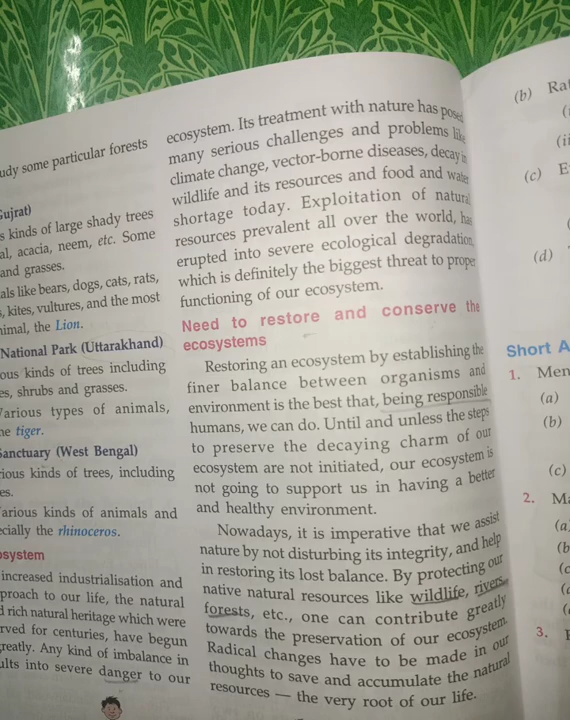 udy some particular forests
Gujrat)
s kinds of large shady trees
al, acacia, neem, etc. Some
and grasses.
als like bears, dogs, cats, rats,
s, kites, vultures, and the most
nimal, the Lion.
National Park (Uttarakhand)
ous kinds of trees including
es, shrubs and grasses.
Various types of animals,
he tiger.
Sanctuary (West Bengal)
rious kinds of trees, including
es.
Various kinds of animals and
ecially the rhinoceros.
osystem
increased industrialisation and
proach to our life, the natural
d rich natural heritage which were
rved for centuries, have begun
greatly. Any kind of imbalance in
ults into severe danger to our
ecosystem. Its treatment with nature has posed
many serious challenges and problems like
climate change, vector-borne diseases, decay in
wildlife and its resources and food and water
shortage today. Exploitation of natural
resources prevalent all over the world, has
erupted into severe ecological degradation,
which is definitely the biggest threat to proper
functioning of our ecosystem.
Need to restore and conserve the
ecosystems
Restoring an ecosystem by establishing the
finer balance between organisms and
environment is the best that, being responsible
humans, we can do. Until and unless the steps
to preserve the decaying charm of our
ecosystem are not initiated, our ecosystem is
not going to support us in having a better
and healthy environment.
Nowadays, it is imperative that we assist
nature by not disturbing its integrity, and help
in restoring its lost balance. By protecting our
native natural resources like wildlife, rivers,
forests, etc., one can contribute greatly
towards the preservation of our ecosystem.
Radical changes have to be made in our
thoughts to save and accumulate the natural
resources — the very root of our life.
(b) Rat
(i
(ii
(c) E
(d)
Short A
1. Men
(a)
(b)
(c)
2. Ma
(a
(b
(c
(d
(e
3.